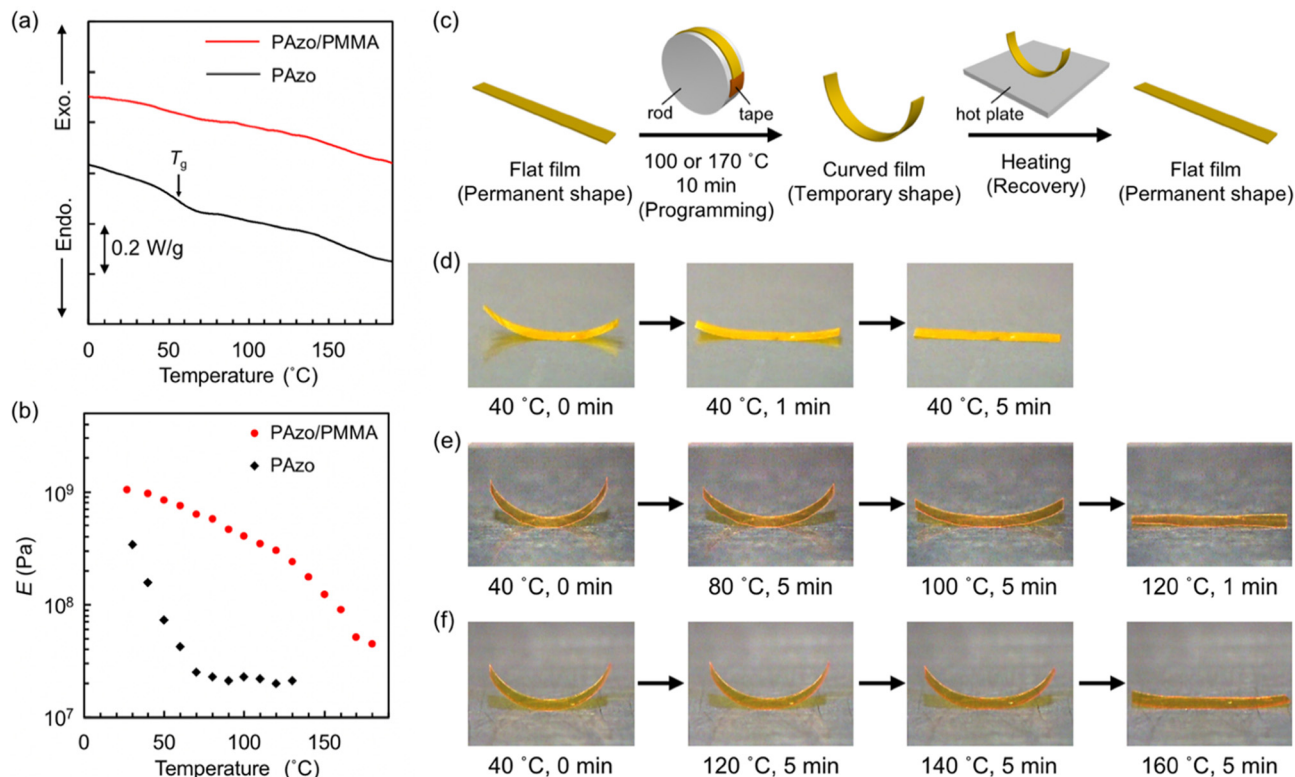 (a)
PAzo/PMMA
PAzo
Tg
0.2 W/g
Endo.
Exo.
0
50
100
150
Temperature (˚C)
(b)
PAzo/PMMA
PAzo
10⁹
10⁸
10⁷
E (Pa)
0
50
100
150
Temperature (˚C)
(c)
rod
tape
hot plate
Flat film
(Permanent shape)
100 or 170 ˚C
10 min
(Programming)
Curved film
(Temporary shape)
Heating
(Recovery)
Flat film
(Permanent shape)
(d)
40 ˚C, 0 min
40 ˚C, 1 min
40 ˚C, 5 min
(e)
40 ˚C, 0 min
80 ˚C, 5 min
100 ˚C, 5 min
120 ˚C, 1 min
(f)
40 ˚C, 0 min
120 ˚C, 5 min
140 ˚C, 5 min
160 ˚C, 5 min